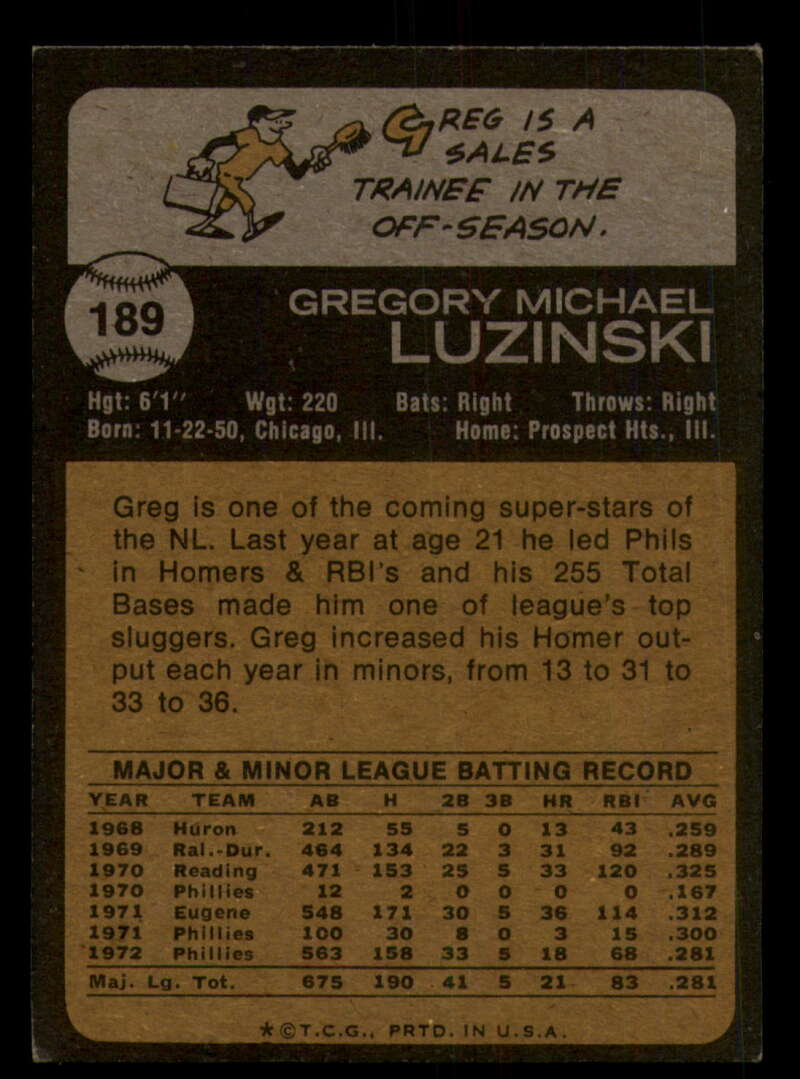 GREG IS A
SALES
TRAINEE IN THE
OFF-SEASON.
189
GREGORY MICHAEL
LUZINSKI
Hgt: 6'1" Wgt: 220 Bats: Right Throws: Right
Born: 11-22-50, Chicago, Ill. Home: Prospect Hts., Ill.
Greg is one of the coming super-stars of
the NL. Last year at age 21 he led Phils
in Homers & RBI's and his 255 Total
Bases made him one of league's top
sluggers. Greg increased his Homer out-
put each year in minors, from 13 to 31 to
33 to 36.
MAJOR & MINOR LEAGUE BATTING RECORD
YEAR TEAM AB H 2B 3B HR RBI AVG
1968 Huron 212 55 5 0 13 43 .259
1969 Ral.-Dur. 464 134 22 3 31 92 .289
1970 Reading 471 153 25 5 33 120 .325
1970 Phillies 12 2 0 0 0 0 .167
1971 Eugene 548 171 30 5 36 114 .312
1971 Phillies 100 30 8 0 3 15 .300
1972 Phillies 563 158 33 5 18 68 .281
Maj. Lg. Tot. 675 190 41 5 21 83 .281
★©T.C.G., PRTD. IN U.S.A.